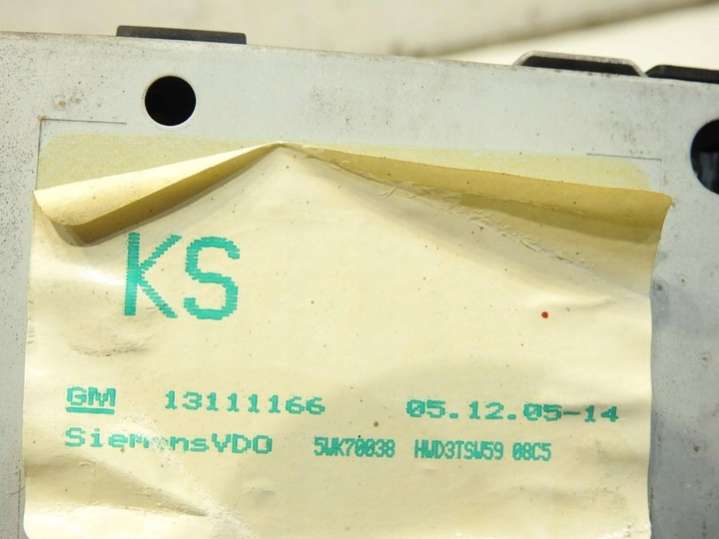 KS
GM 13111166 05.12.05-14
SiemensVDO 5WK70038 HWD3TSW59 08C5